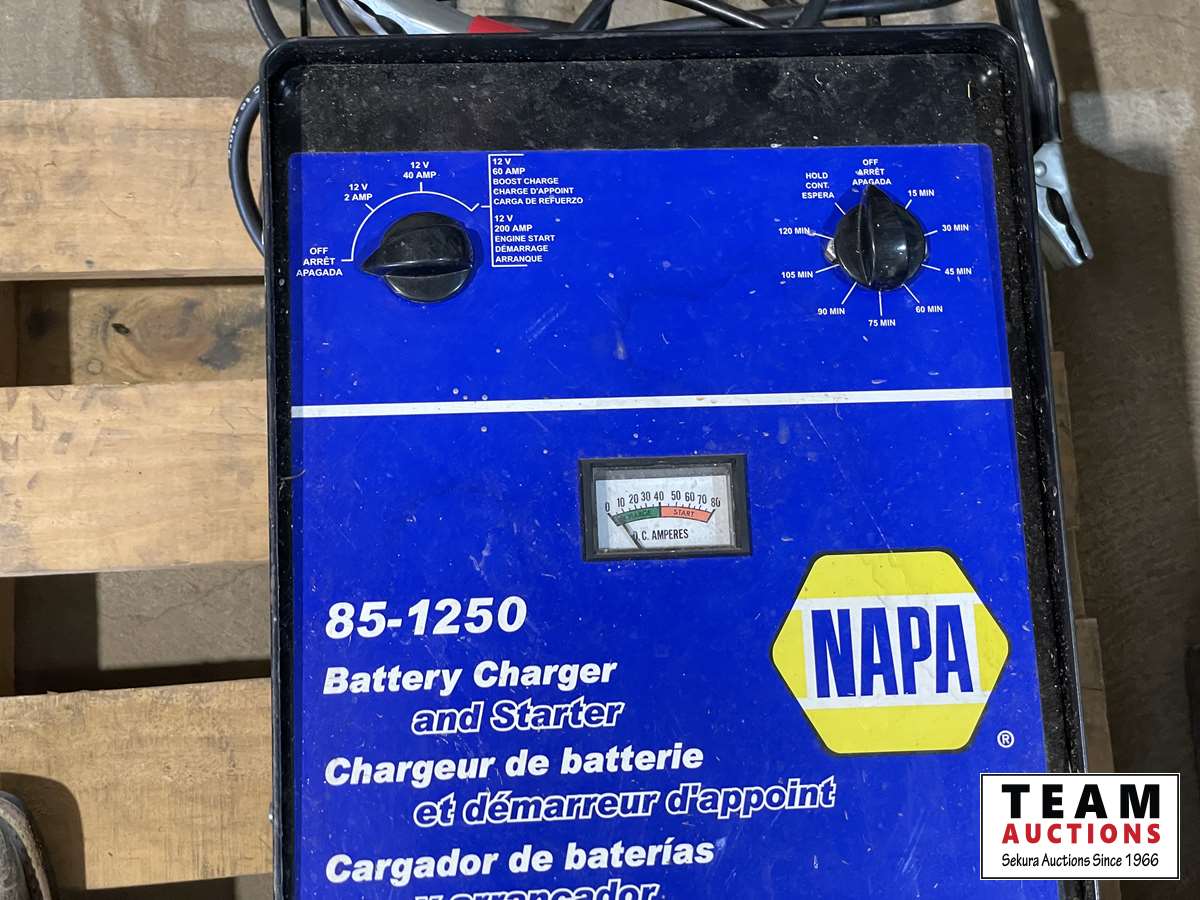 12 V
2 AMP
12 V
40 AMP
12 V
60 AMP
BOOST CHARGE
CHARGE D'APPOINT
CARGA DE REFUERZO
12 V
200 AMP
ENGINE START
DÉMARRAGE
ARRANQUE
OFF
ARRÊT
APAGADA
OFF
ARRÊT
APAGADA
15 MIN
30 MIN
45 MIN
60 MIN
75 MIN
90 MIN
105 MIN
120 MIN
HOLD
CONT.
ESPERA
0 10 20 30 40 50 60 70 80
START
D.C. AMPERES
85-1250
Battery Charger
and Starter
Chargeur de batterie
et démarreur d'appoint
Cargador de baterías
y arrancador
NAPA
®
TEAM
AUCTIONS
Sekura Auctions Since 1966